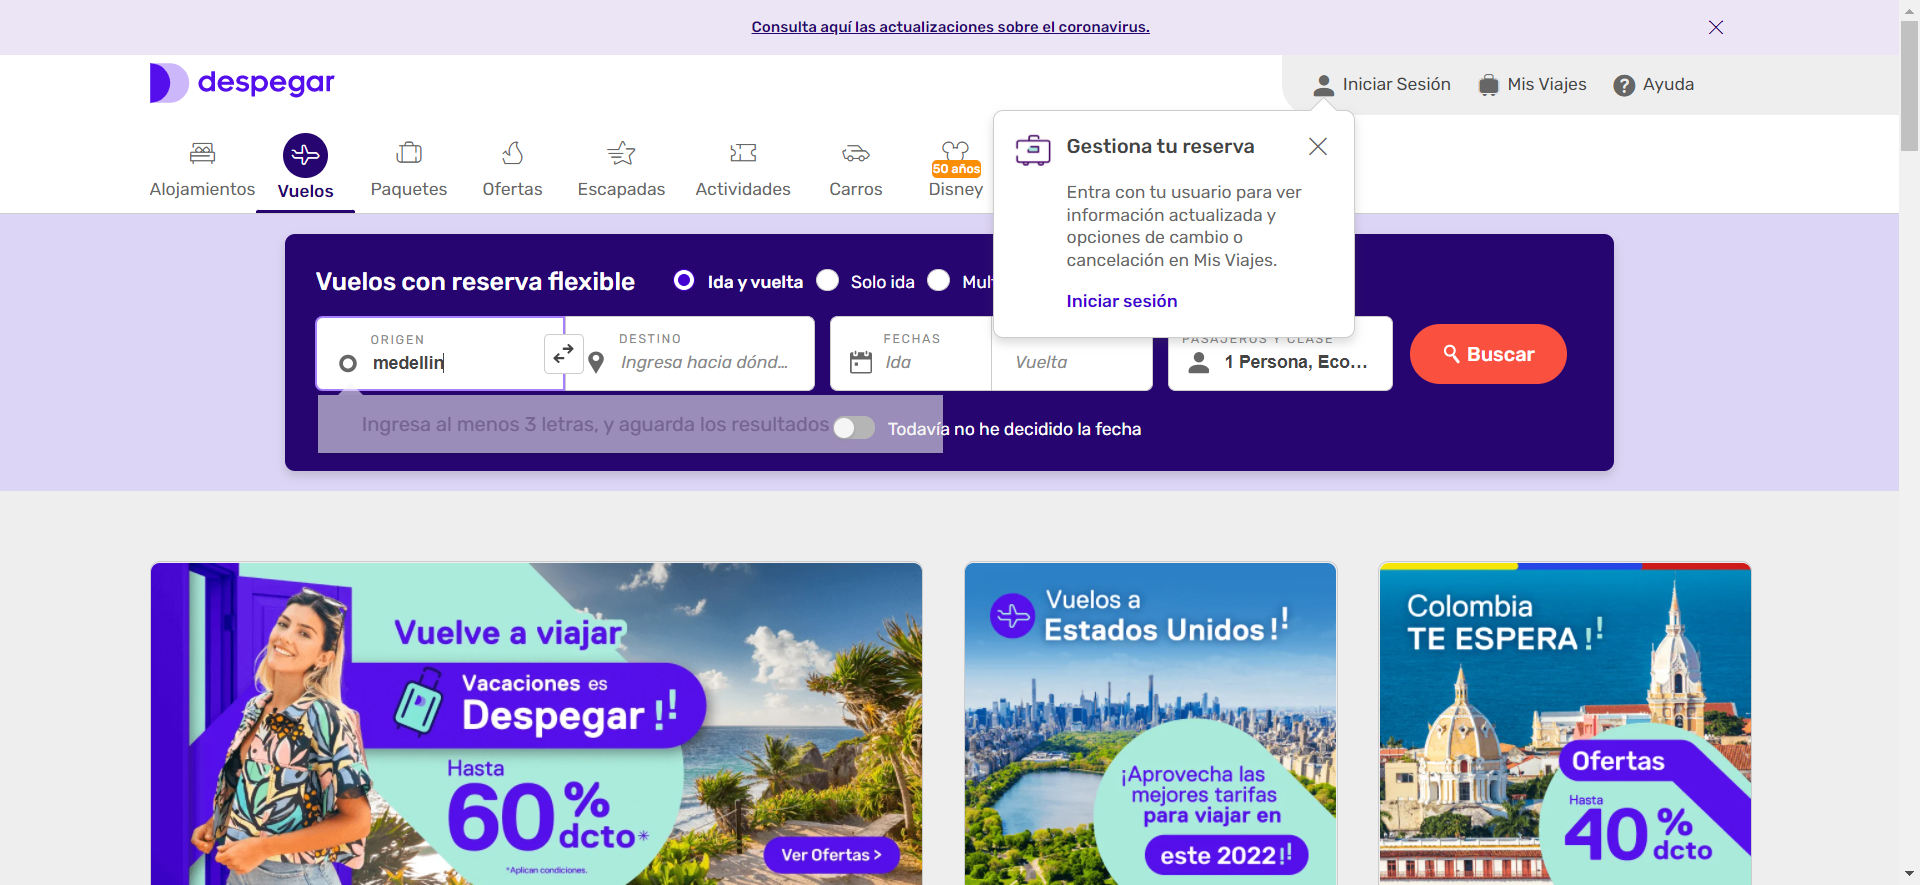 Consulta aquí las actualizaciones sobre el coronavirus.
despegar
Iniciar Sesión
Mis Viajes
Ayuda
Alojamientos
Vuelos
Paquetes
Ofertas
Escapadas
Actividades
Carros
50 años
Disney
Gestiona tu reserva
Entra con tu usuario para ver
información actualizada y
opciones de cambio o
cancelación en Mis Viajes.
Iniciar sesión
Vuelos con reserva flexible
Ida y vuelta
Solo ida
ORIGEN
medellin
DESTINO
Ingresa hacia dónd...
FECHAS
Ida
Vuelta
PASAJEROS Y CLASE
1 Persona, Eco...
Buscar
Ingresa al menos 3 letras, y aguarda los resultados
Todavía no he decidido la fecha
Vuelve a viajar
Vacaciones es
Despegar !!
Hasta
60% dcto*
*Aplican condiciones.
Ver Ofertas >
Vuelos a
Estados Unidos!!
¡Aprovecha las
mejores tarifas
para viajar en
este 2022!!
Colombia
TE ESPERA!!
Ofertas
Hasta
40% dcto